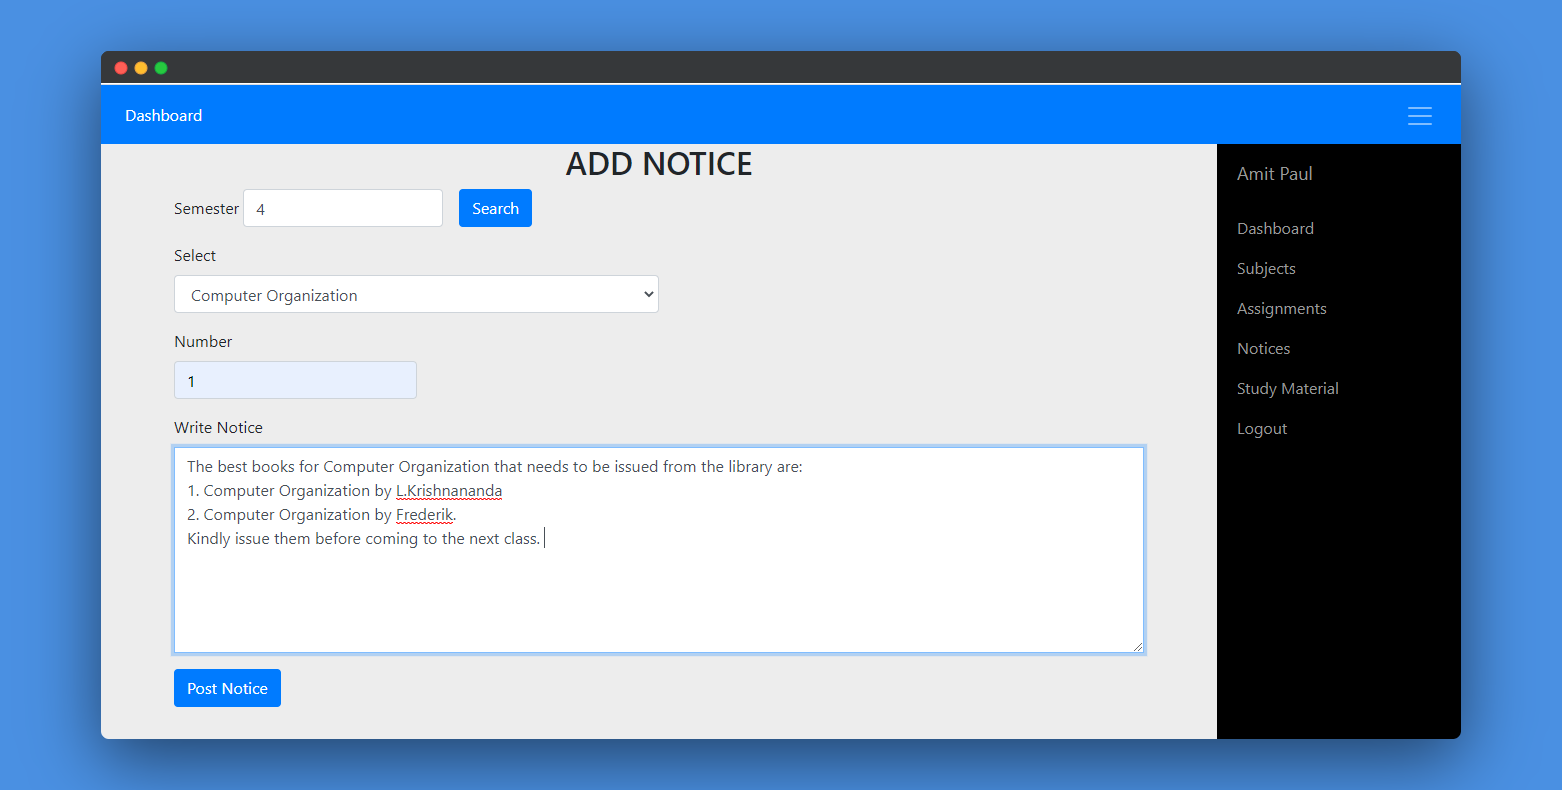 Dashboard
ADD NOTICE
Semester 4 Search
Select
Computer Organization
Number
1
Write Notice
The best books for Computer Organization that needs to be issued from the library are:
1. Computer Organization by L.Krishnananda
2. Computer Organization by Frederik.
Kindly issue them before coming to the next class.
Post Notice
Amit Paul
Dashboard
Subjects
Assignments
Notices
Study Material
Logout